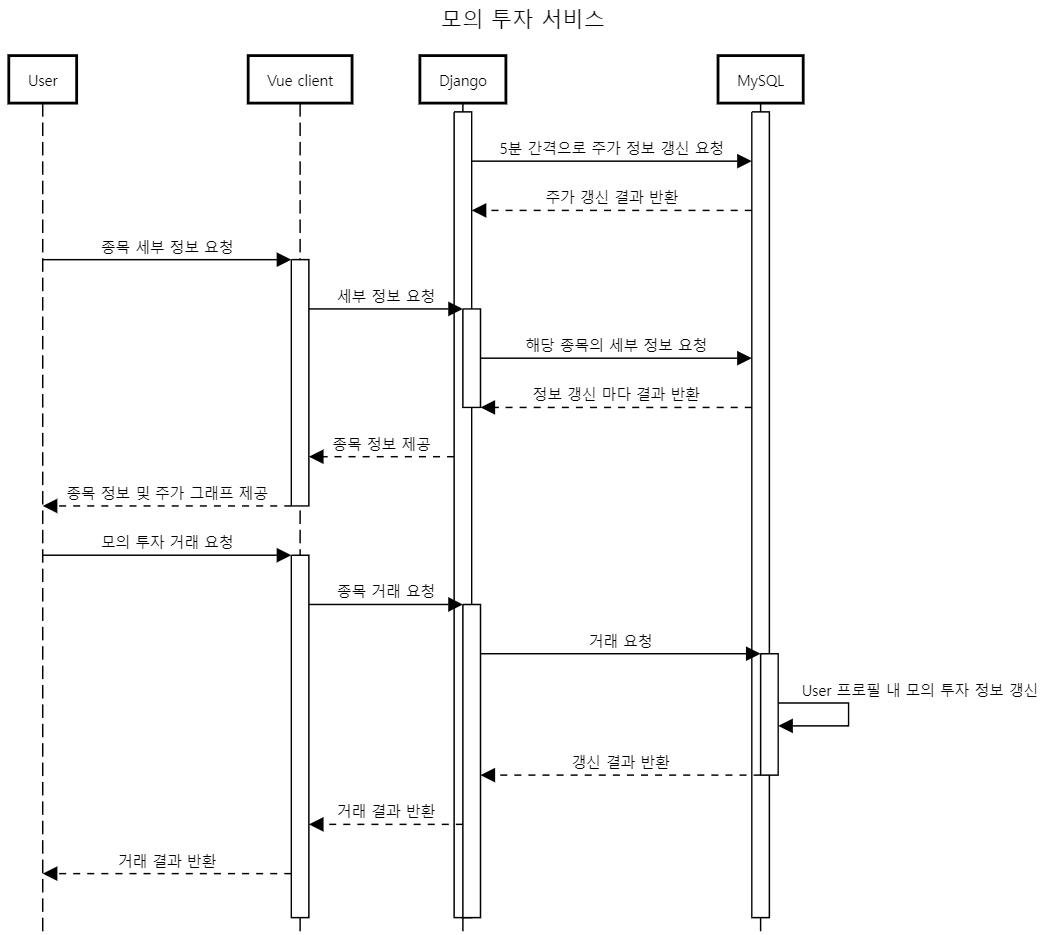 모의 투자 서비스
User
Vue client
Django
MySQL
5분 간격으로 주가 정보 갱신 요청
주가 갱신 결과 반환
종목 세부 정보 요청
세부 정보 요청
해당 종목의 세부 정보 요청
정보 갱신 마다 결과 반환
종목 정보 제공
종목 정보 및 주가 그래프 제공
모의 투자 거래 요청
종목 거래 요청
거래 요청
User 프로필 내 모의 투자 정보 갱신
갱신 결과 반환
거래 결과 반환
거래 결과 반환